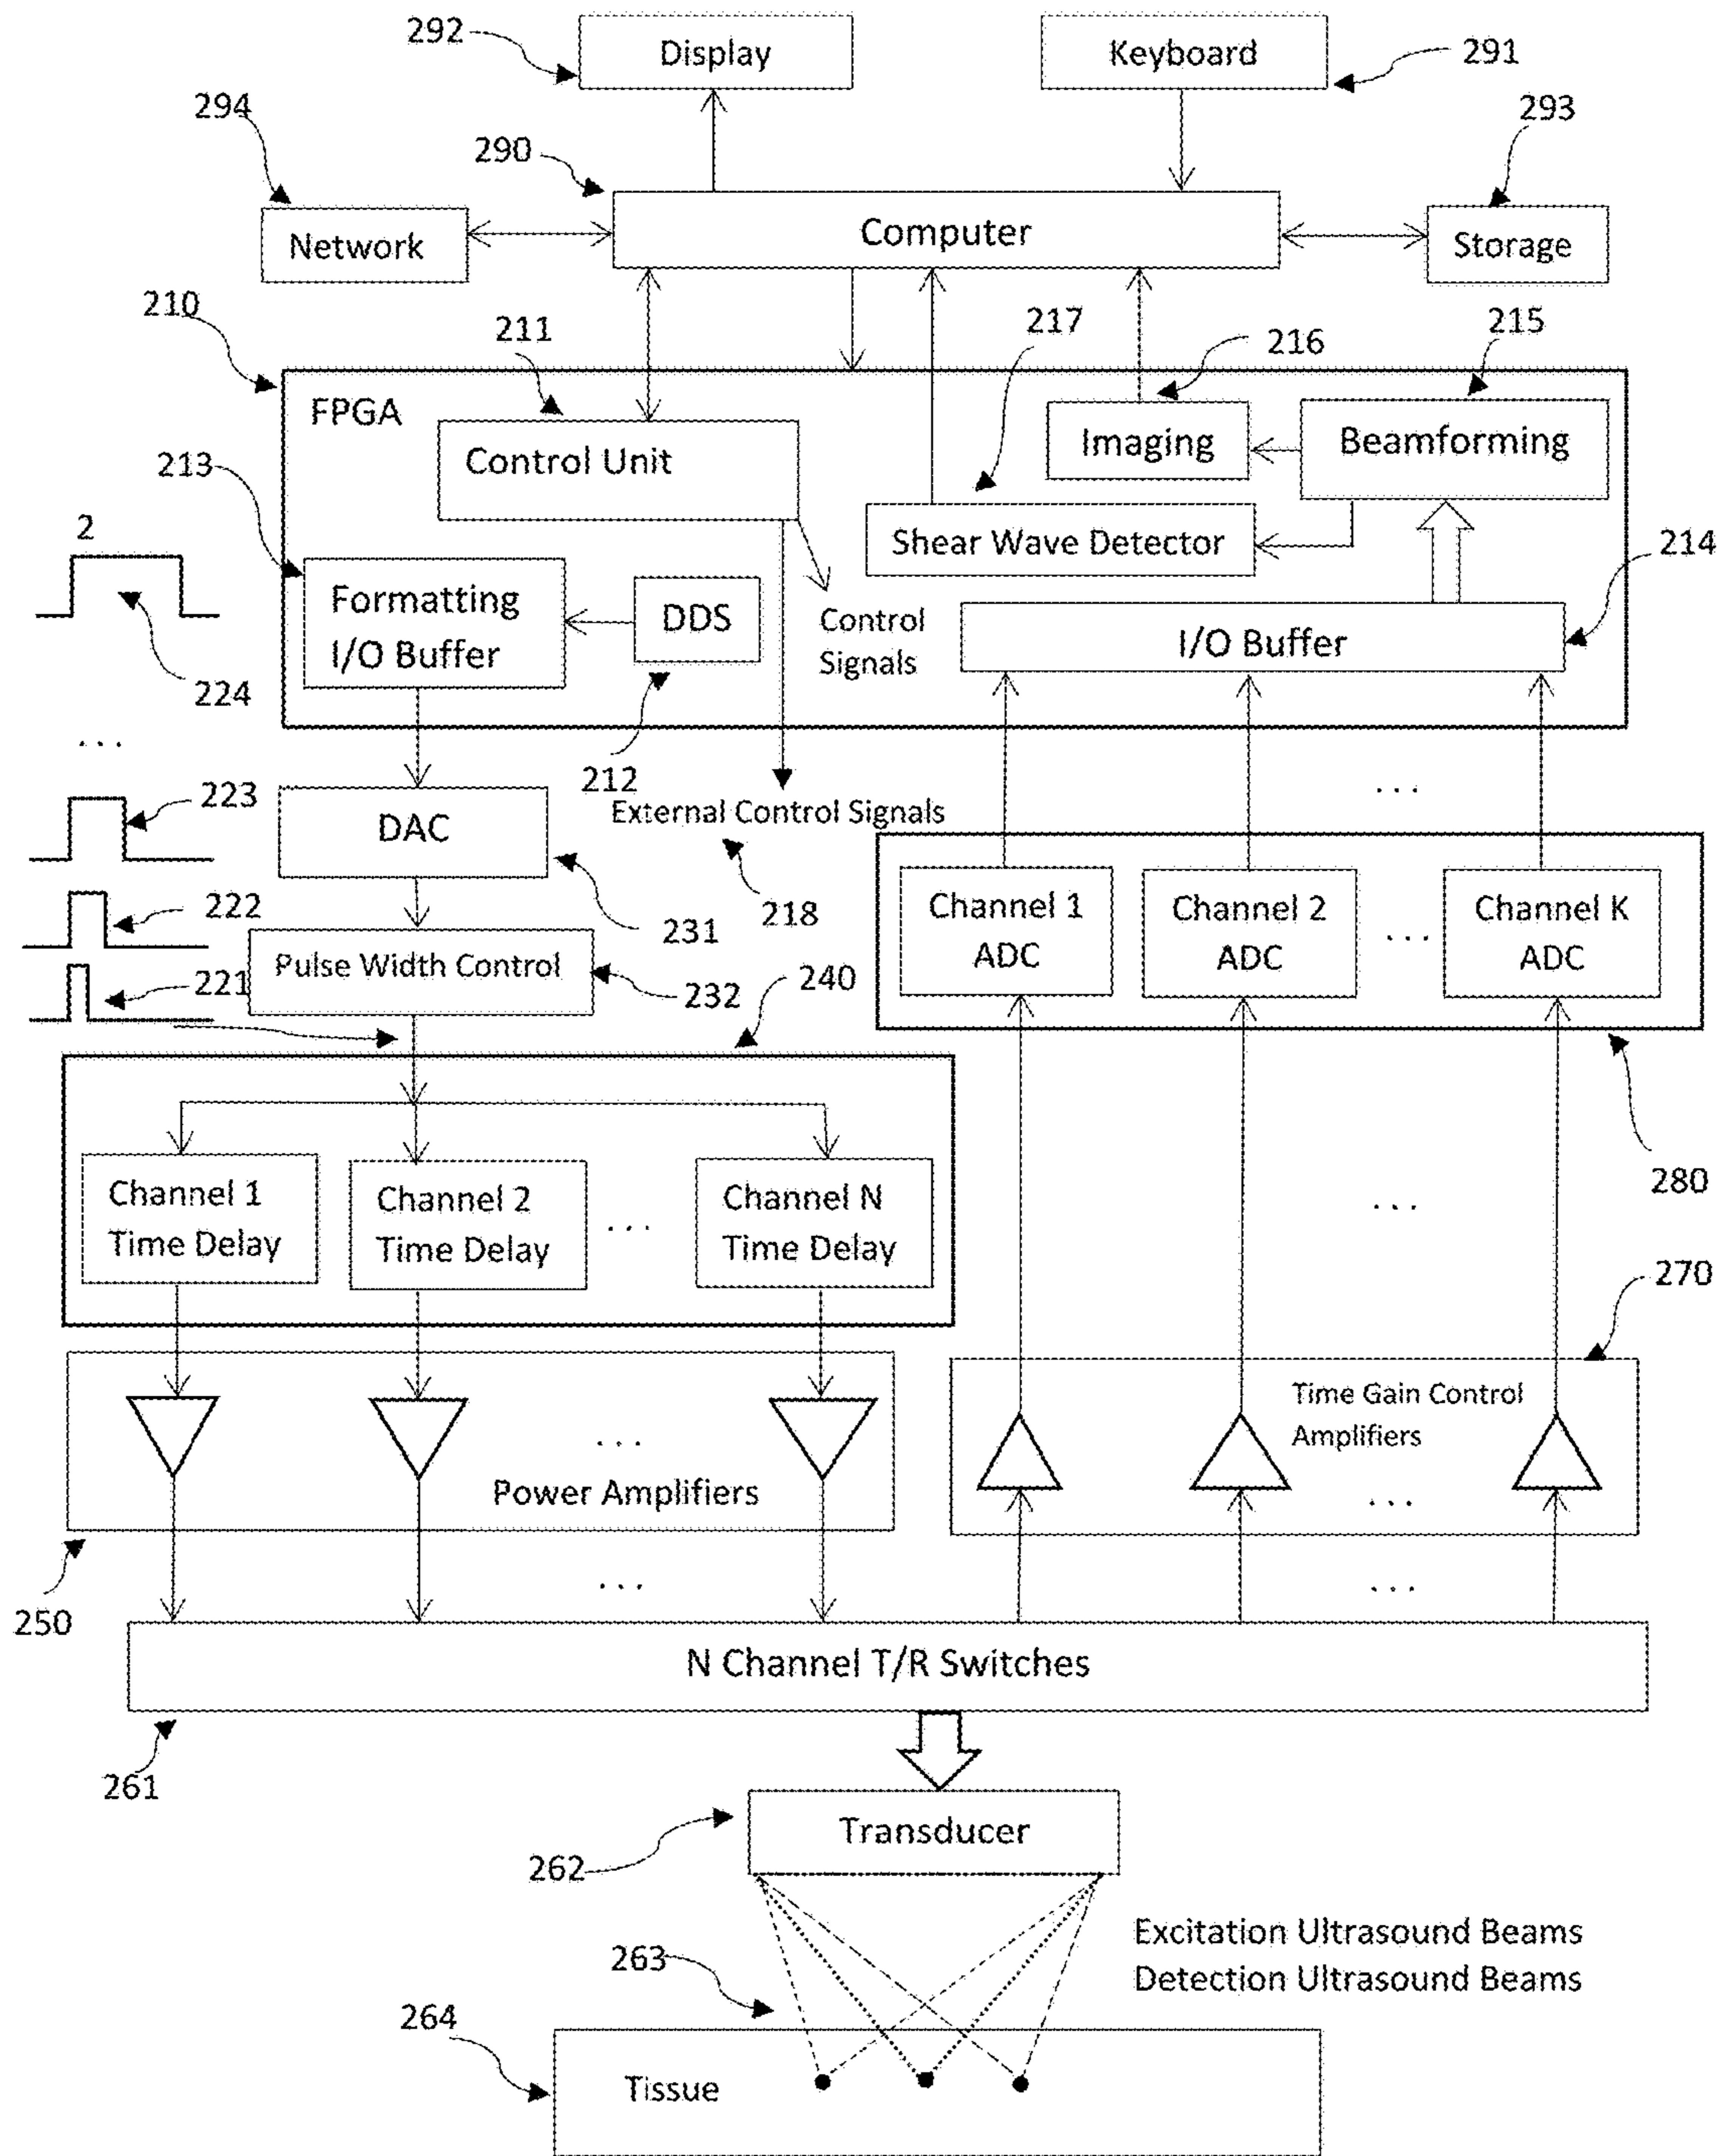 292
Display
Keyboard
291
294
290
293
Network
Computer
Storage
210
211
217
216
215
FPGA
213
Control Unit
Imaging
Beamforming
2
Shear Wave Detector
214
Formatting
I/O Buffer
DDS
Control
Signals
I/O Buffer
224
...
212
...
223
DAC
External Control Signals
222
231
218
Channel 1
ADC
Channel 2
ADC
...
Channel K
ADC
221
Pulse Width Control
232
240
280
Channel 1
Time Delay
Channel 2
Time Delay
...
Channel N
Time Delay
...
270
Time Gain Control
Amplifiers
...
Power Amplifiers
...
250
...
...
N Channel T/R Switches
261
Transducer
262
Excitation Ultrasound Beams
Detection Ultrasound Beams
263
264
Tissue